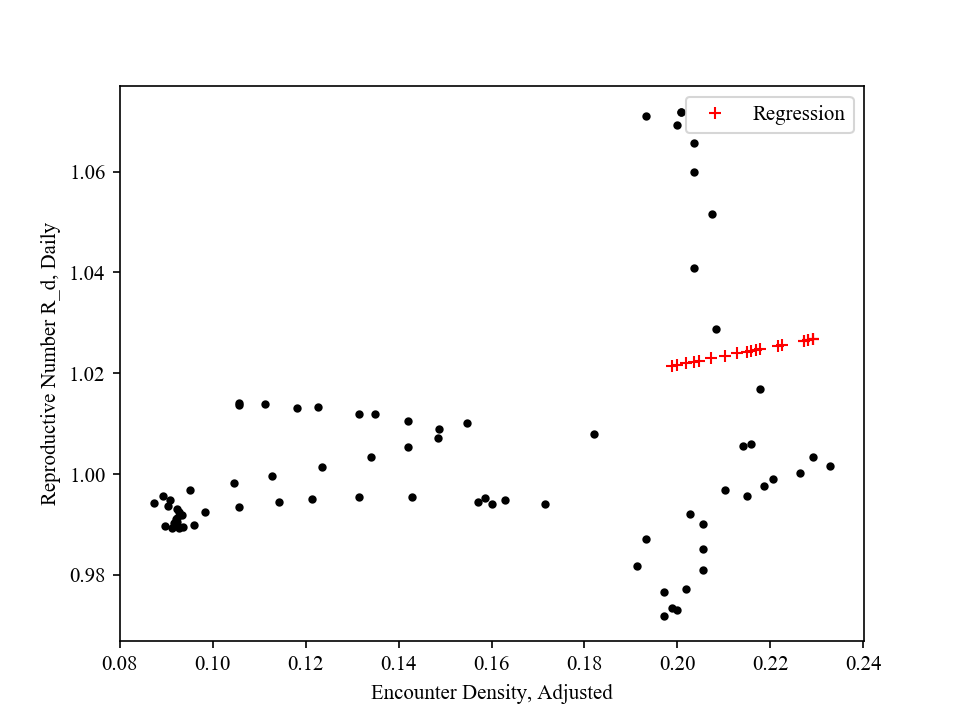 Regression
1.06
1.04
1.02
1.00
0.98
Reproductive Number R_d, Daily
0.08 0.10 0.12 0.14 0.16 0.18 0.20 0.22 0.24
Encounter Density, Adjusted